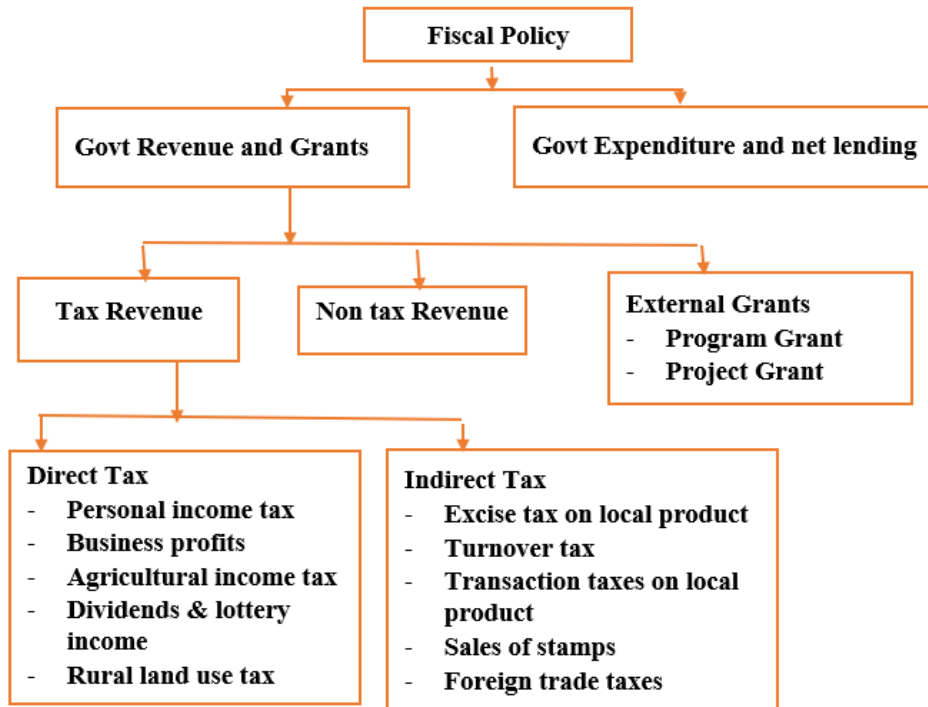 Fiscal Policy
Govt Revenue and Grants
Govt Expenditure and net lending
Tax Revenue
Non tax Revenue
External Grants
- Program Grant
- Project Grant
Direct Tax
- Personal income tax
- Business profits
- Agricultural income tax
- Dividends & lottery
income
- Rural land use tax
Indirect Tax
- Excise tax on local product
- Turnover tax
- Transaction taxes on local
product
- Sales of stamps
- Foreign trade taxes